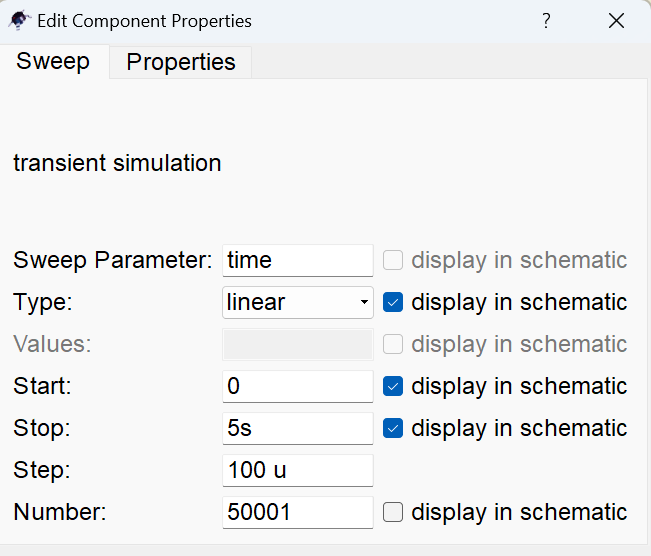 Edit Component Properties ?
Sweep Properties
transient simulation
Sweep Parameter: time display in schematic
Type: linear display in schematic
Values: display in schematic
Start: 0 display in schematic
Stop: 5s display in schematic
Step: 100 u
Number: 50001 display in schematic